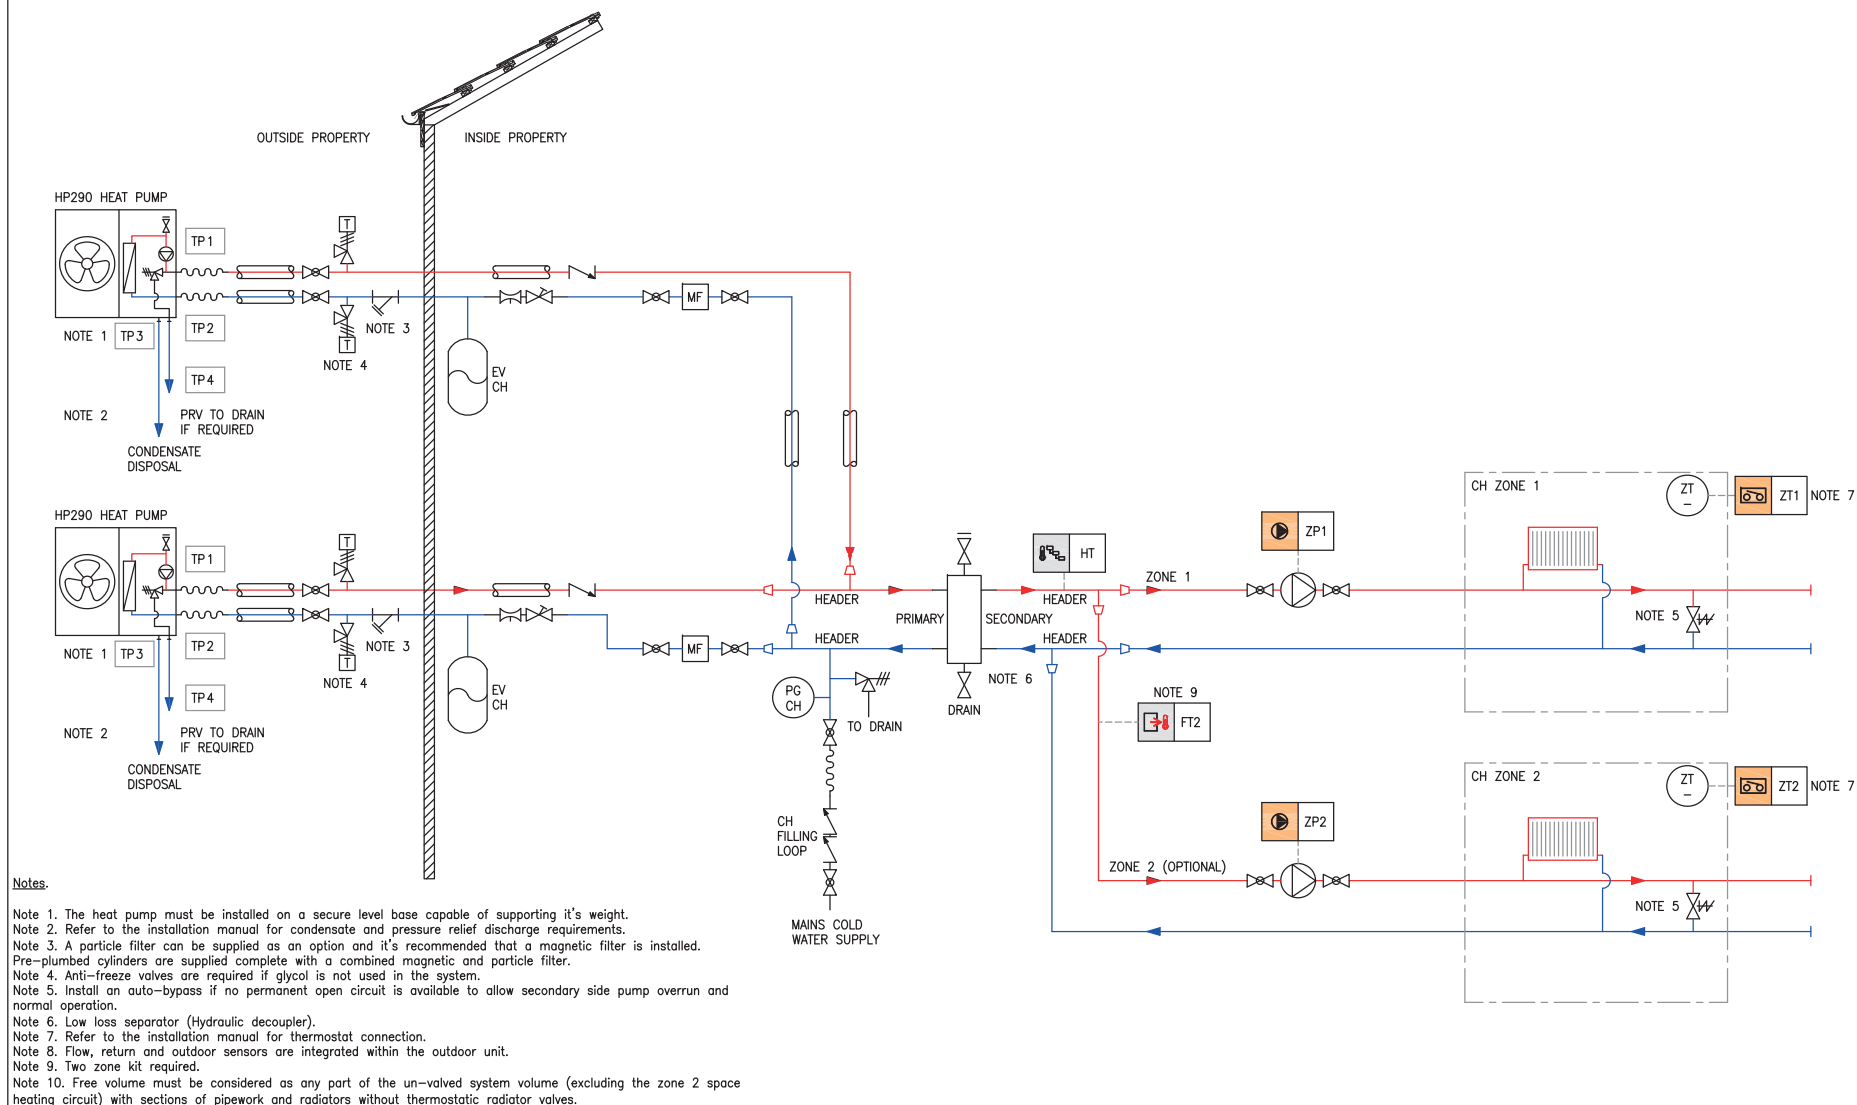 OUTSIDE PROPERTY
INSIDE PROPERTY
HP290 HEAT PUMP
TP1
T
MF
NOTE 1
TP3
TP2
NOTE 3
T
NOTE 4
TP4
EV
CH
NOTE 2
PRV TO DRAIN
IF REQUIRED
CONDENSATE
DISPOSAL
HP290 HEAT PUMP
TP1
T
NOTE 1
TP3
TP2
NOTE 3
MF
T
NOTE 4
TP4
EV
CH
NOTE 2
PRV TO DRAIN
IF REQUIRED
CONDENSATE
DISPOSAL
HEADER
HEADER
PRIMARY
SECONDARY
HEADER
HEADER
NOTE 6
DRAIN
PG
CH
TO DRAIN
CH
FILLING
LOOP
MAINS COLD
WATER SUPPLY
HT
ZONE 1
ZP1
CH ZONE 1
ZT
–
ZT1
NOTE 7
NOTE 5
NOTE 9
FT2
ZONE 2 (OPTIONAL)
ZP2
CH ZONE 2
ZT
–
ZT2
NOTE 7
NOTE 5
Notes.
Note 1. The heat pump must be installed on a secure level base capable of supporting it's weight.
Note 2. Refer to the installation manual for condensate and pressure relief discharge requirements.
Note 3. A particle filter can be supplied as an option and it's recommended that a magnetic filter is installed.
Pre-plumbed cylinders are supplied complete with a combined magnetic and particle filter.
Note 4. Anti-freeze valves are required if glycol is not used in the system.
Note 5. Install an auto-bypass if no permanent open circuit is available to allow secondary side pump overrun and
normal operation.
Note 6. Low loss separator (Hydraulic decoupler).
Note 7. Refer to the installation manual for thermostat connection.
Note 8. Flow, return and outdoor sensors are integrated within the outdoor unit.
Note 9. Two zone kit required.
Note 10. Free volume must be considered as any part of the un-valved system volume (excluding the zone 2 space
heating circuit) with sections of pipework and radiators without thermostatic radiator valves.